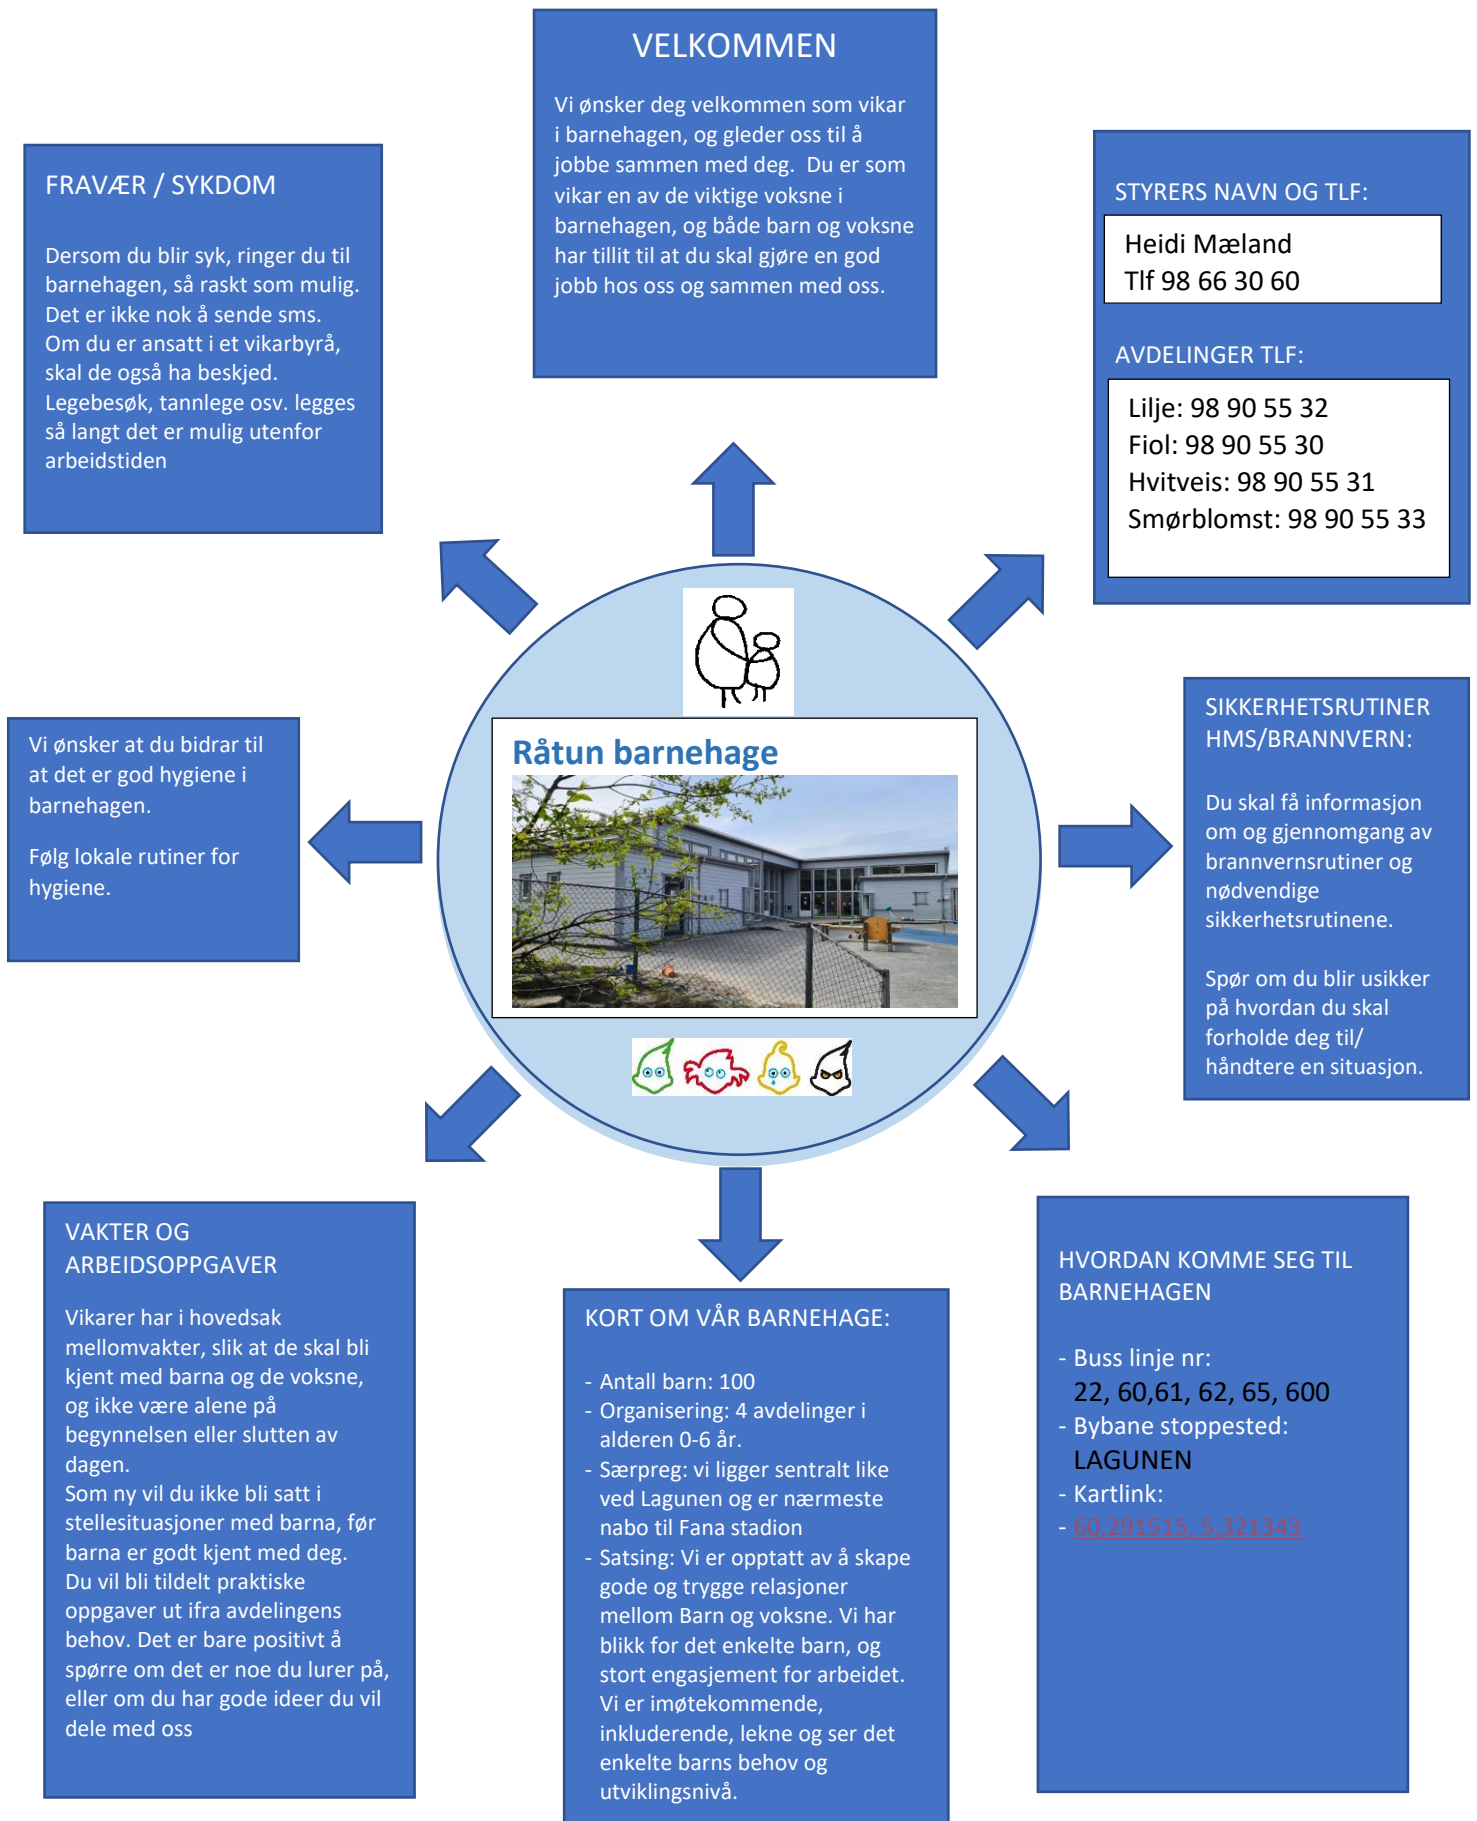 VELKOMMEN
Vi ønsker deg velkommen som vikar
i barnehagen, og gleder oss til å
jobbe sammen med deg.  Du er som
vikar en av de viktige voksne i
barnehagen, og både barn og voksne
har tillit til at du skal gjøre en god
jobb hos oss og sammen med oss.
FRAVÆR / SYKDOM
Dersom du blir syk, ringer du til
barnehagen, så raskt som mulig.
Det er ikke nok å sende sms.
Om du er ansatt i et vikarbyrå,
skal de også ha beskjed.
Legebesøk, tannlege osv. legges
så langt det er mulig utenfor
arbeidstiden
STYRERS NAVN OG TLF:
Heidi Mæland
Tlf 98 66 30 60
AVDELINGER TLF:
Lilje: 98 90 55 32
Fiol: 98 90 55 30
Hvitveis: 98 90 55 31
Smørblomst: 98 90 55 33
Vi ønsker at du bidrar til
at det er god hygiene i
barnehagen.
Følg lokale rutiner for
hygiene.
Råtun barnehage
SIKKERHETSRUTINER
HMS/BRANNVERN:
Du skal få informasjon
om og gjennomgang av
brannvernsrutiner og
nødvendige
sikkerhetsrutinene.
Spør om du blir usikker
på hvordan du skal
forholde deg til/
håndtere en situasjon.
VAKTER OG
ARBEIDSOPPGAVER
Vikarer har i hovedsak
mellomvakter, slik at de skal bli
kjent med barna og de voksne,
og ikke være alene på
begynnelsen eller slutten av
dagen.
Som ny vil du ikke bli satt i
stellesituasjoner med barna, før
barna er godt kjent med deg.
Du vil bli tildelt praktiske
oppgaver ut ifra avdelingens
behov. Det er bare positivt å
spørre om det er noe du lurer på,
eller om du har gode ideer du vil
dele med oss
KORT OM VÅR BARNEHAGE:
- Antall barn: 100
- Organisering: 4 avdelinger i
alderen 0-6 år.
- Særpreg: vi ligger sentralt like
ved Lagunen og er nærmeste
nabo til Fana stadion
- Satsing: Vi er opptatt av å skape
gode og trygge relasjoner
mellom Barn og voksne. Vi har
blikk for det enkelte barn, og
stort engasjement for arbeidet.
Vi er imøtekommende,
inkluderende, lekne og ser det
enkelte barns behov og
utviklingsnivå.
HVORDAN KOMME SEG TIL
BARNEHAGEN
- Buss linje nr:
22, 60,61, 62, 65, 600
- Bybane stoppested:
LAGUNEN
- Kartlink:
- 60,291515, 5,321343